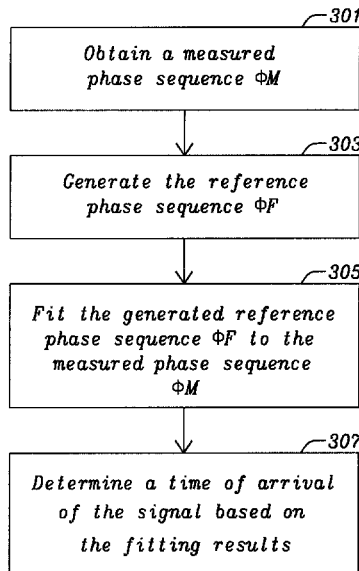 301
Obtain a measured
phase sequence ΦM
303
Generate the reference
phase sequence ΦF
305
Fit the generated reference
phase sequence ΦF to the
measured phase sequence
ΦM
307
Determine a time of arrival
of the signal based on
the fitting results